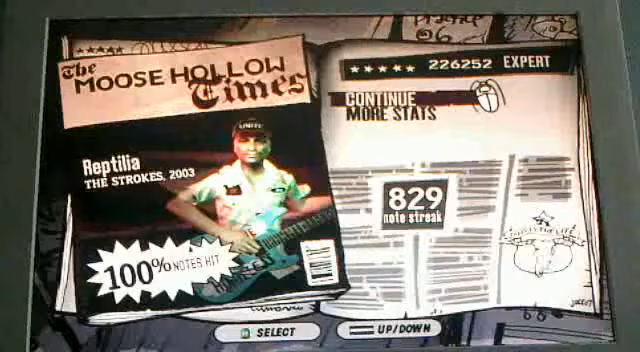 The
MOOSE HOLLOW
Times
★★★★★ 226252 EXPERT
CONTINUE
MORE STATS
Reptilia
THE STROKES, 2003
829
note streak
100% NOTES HIT
SELECT
UP/DOWN